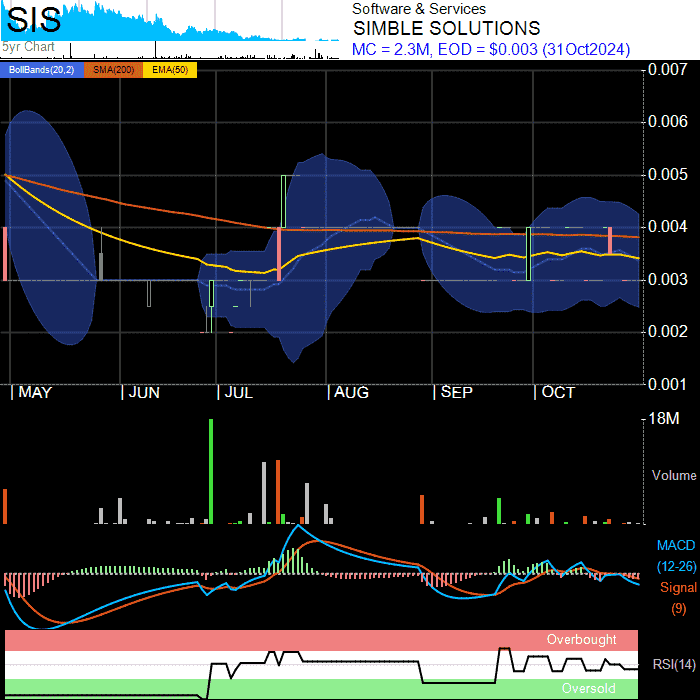 SIS
5yr Chart
Software & Services
SIMBLE SOLUTIONS
MC = 2.3M, EOD = $0.003 (31Oct2024)
BollBands(20,2) SMA(200) EMA(50)
0.007
0.006
0.005
0.004
0.003
0.002
0.001
MAY JUN JUL AUG SEP OCT
18M
Volume
MACD
(12-26)
Signal
(9)
Overbought
RSI(14)
Oversold